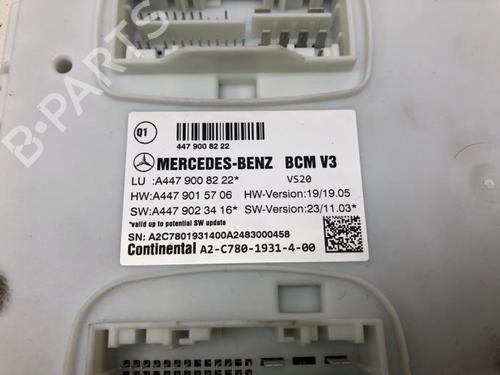 B-PARTS
Q1
447 900 82 22
MERCEDES-BENZ BCM V3
LU :A447 900 82 22* VS20
HW:A447 901 57 06 HW-Version:19/19.05
SW:A447 902 34 16* SW-Version:23/11.03*
*valid up to potential SW update
SN: A2C7801931400A2483000458
Continental A2-C780-1931-4-00